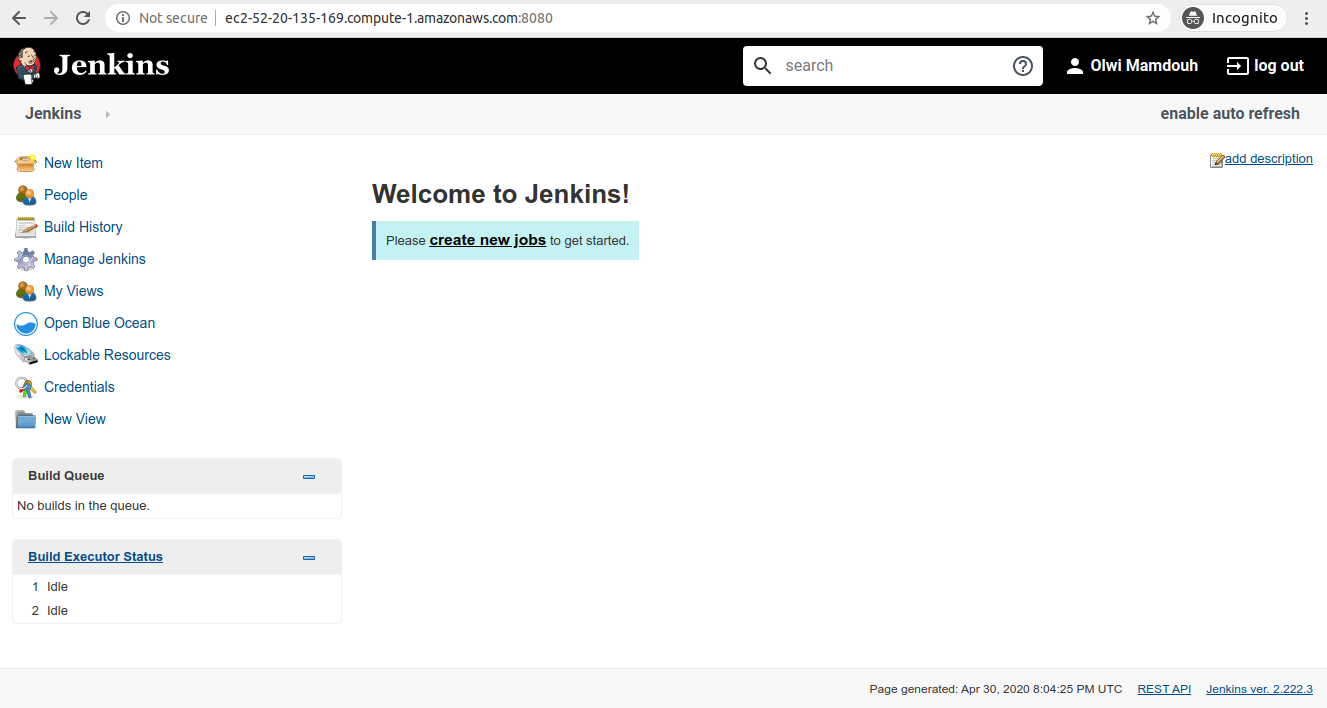 Not secure ec2-52-20-135-169.compute-1.amazonaws.com:8080 Incognito
Jenkins search Olwi Mamdouh log out
Jenkins enable auto refresh
add description
New Item
People
Build History
Manage Jenkins
My Views
Open Blue Ocean
Lockable Resources
Credentials
New View
Welcome to Jenkins!
Please create new jobs to get started.
Build Queue
No builds in the queue.
Build Executor Status
1 Idle
2 Idle
Page generated: Apr 30, 2020 8:04:25 PM UTC REST API Jenkins ver. 2.222.3